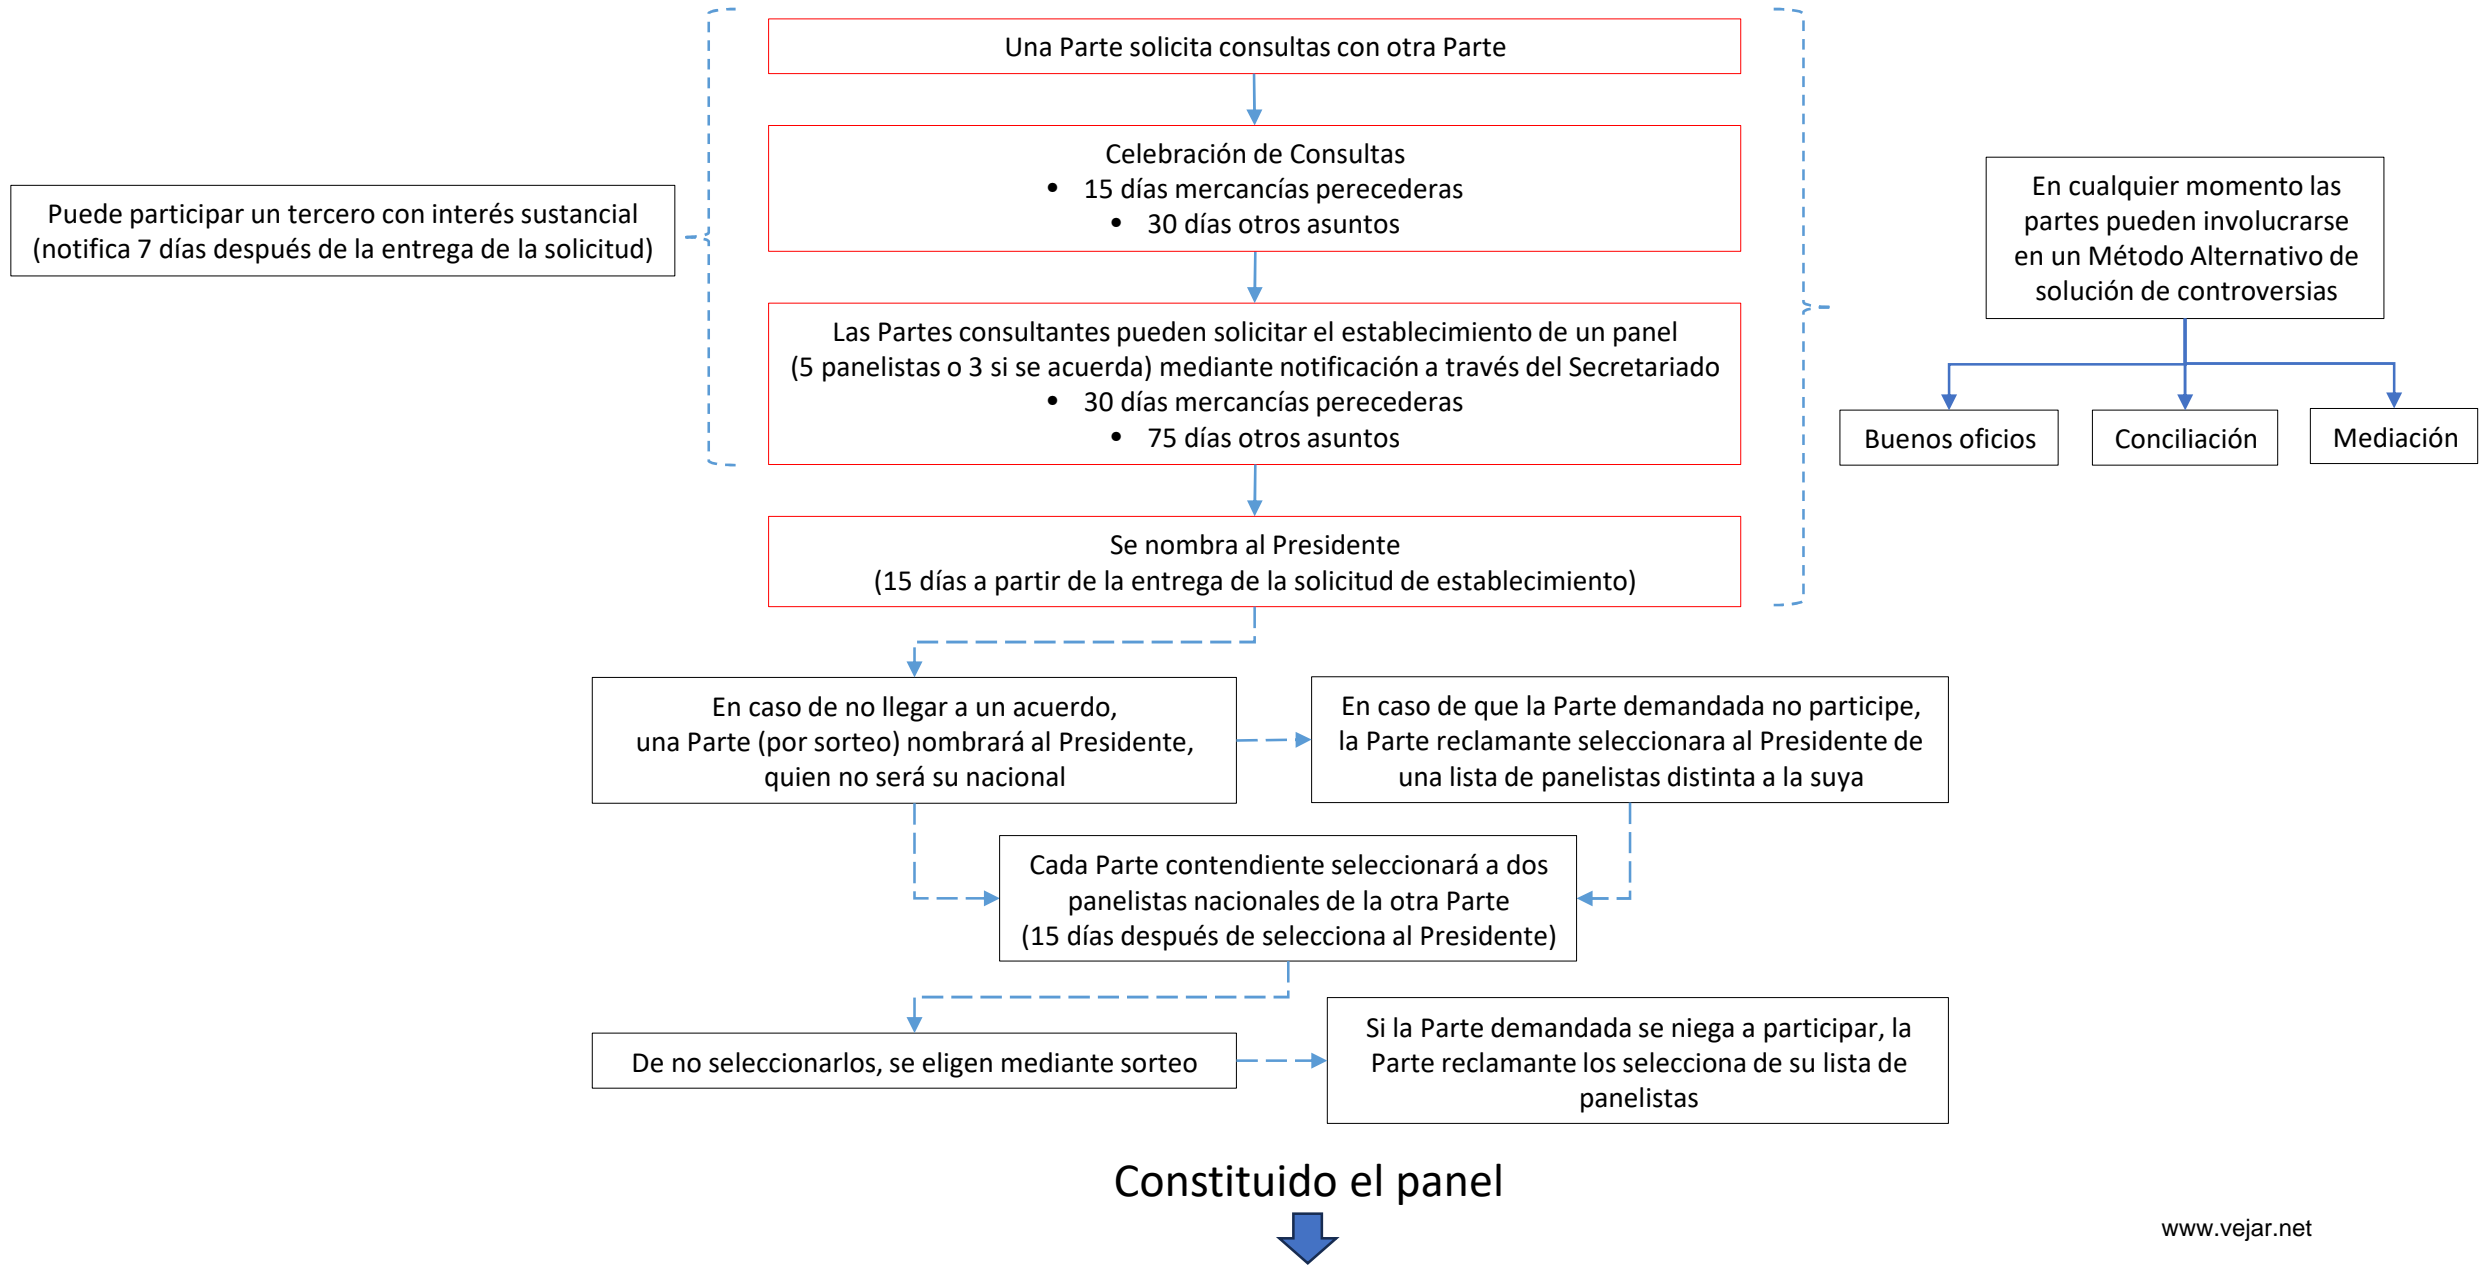 Una Parte solicita consultas con otra Parte
Celebración de Consultas
• 15 días mercancías perecederas
• 30 días otros asuntos
Puede participar un tercero con interés sustancial
(notifica 7 días después de la entrega de la solicitud)
En cualquier momento las
partes pueden involucrarse
en un Método Alternativo de
solución de controversias
Las Partes consultantes pueden solicitar el establecimiento de un panel
(5 panelistas o 3 si se acuerda) mediante notificación a través del Secretariado
• 30 días mercancías perecederas
• 75 días otros asuntos
Buenos oficios
Conciliación
Mediación
Se nombra al Presidente
(15 días a partir de la entrega de la solicitud de establecimiento)
En caso de no llegar a un acuerdo,
una Parte (por sorteo) nombrará al Presidente,
quien no será su nacional
En caso de que la Parte demandada no participe,
la Parte reclamante seleccionara al Presidente de
una lista de panelistas distinta a la suya
Cada Parte contendiente seleccionará a dos
panelistas nacionales de la otra Parte
(15 días después de selecciona al Presidente)
De no seleccionarlos, se eligen mediante sorteo
Si la Parte demandada se niega a participar, la
Parte reclamante los selecciona de su lista de
panelistas
Constituido el panel
www.vejar.net